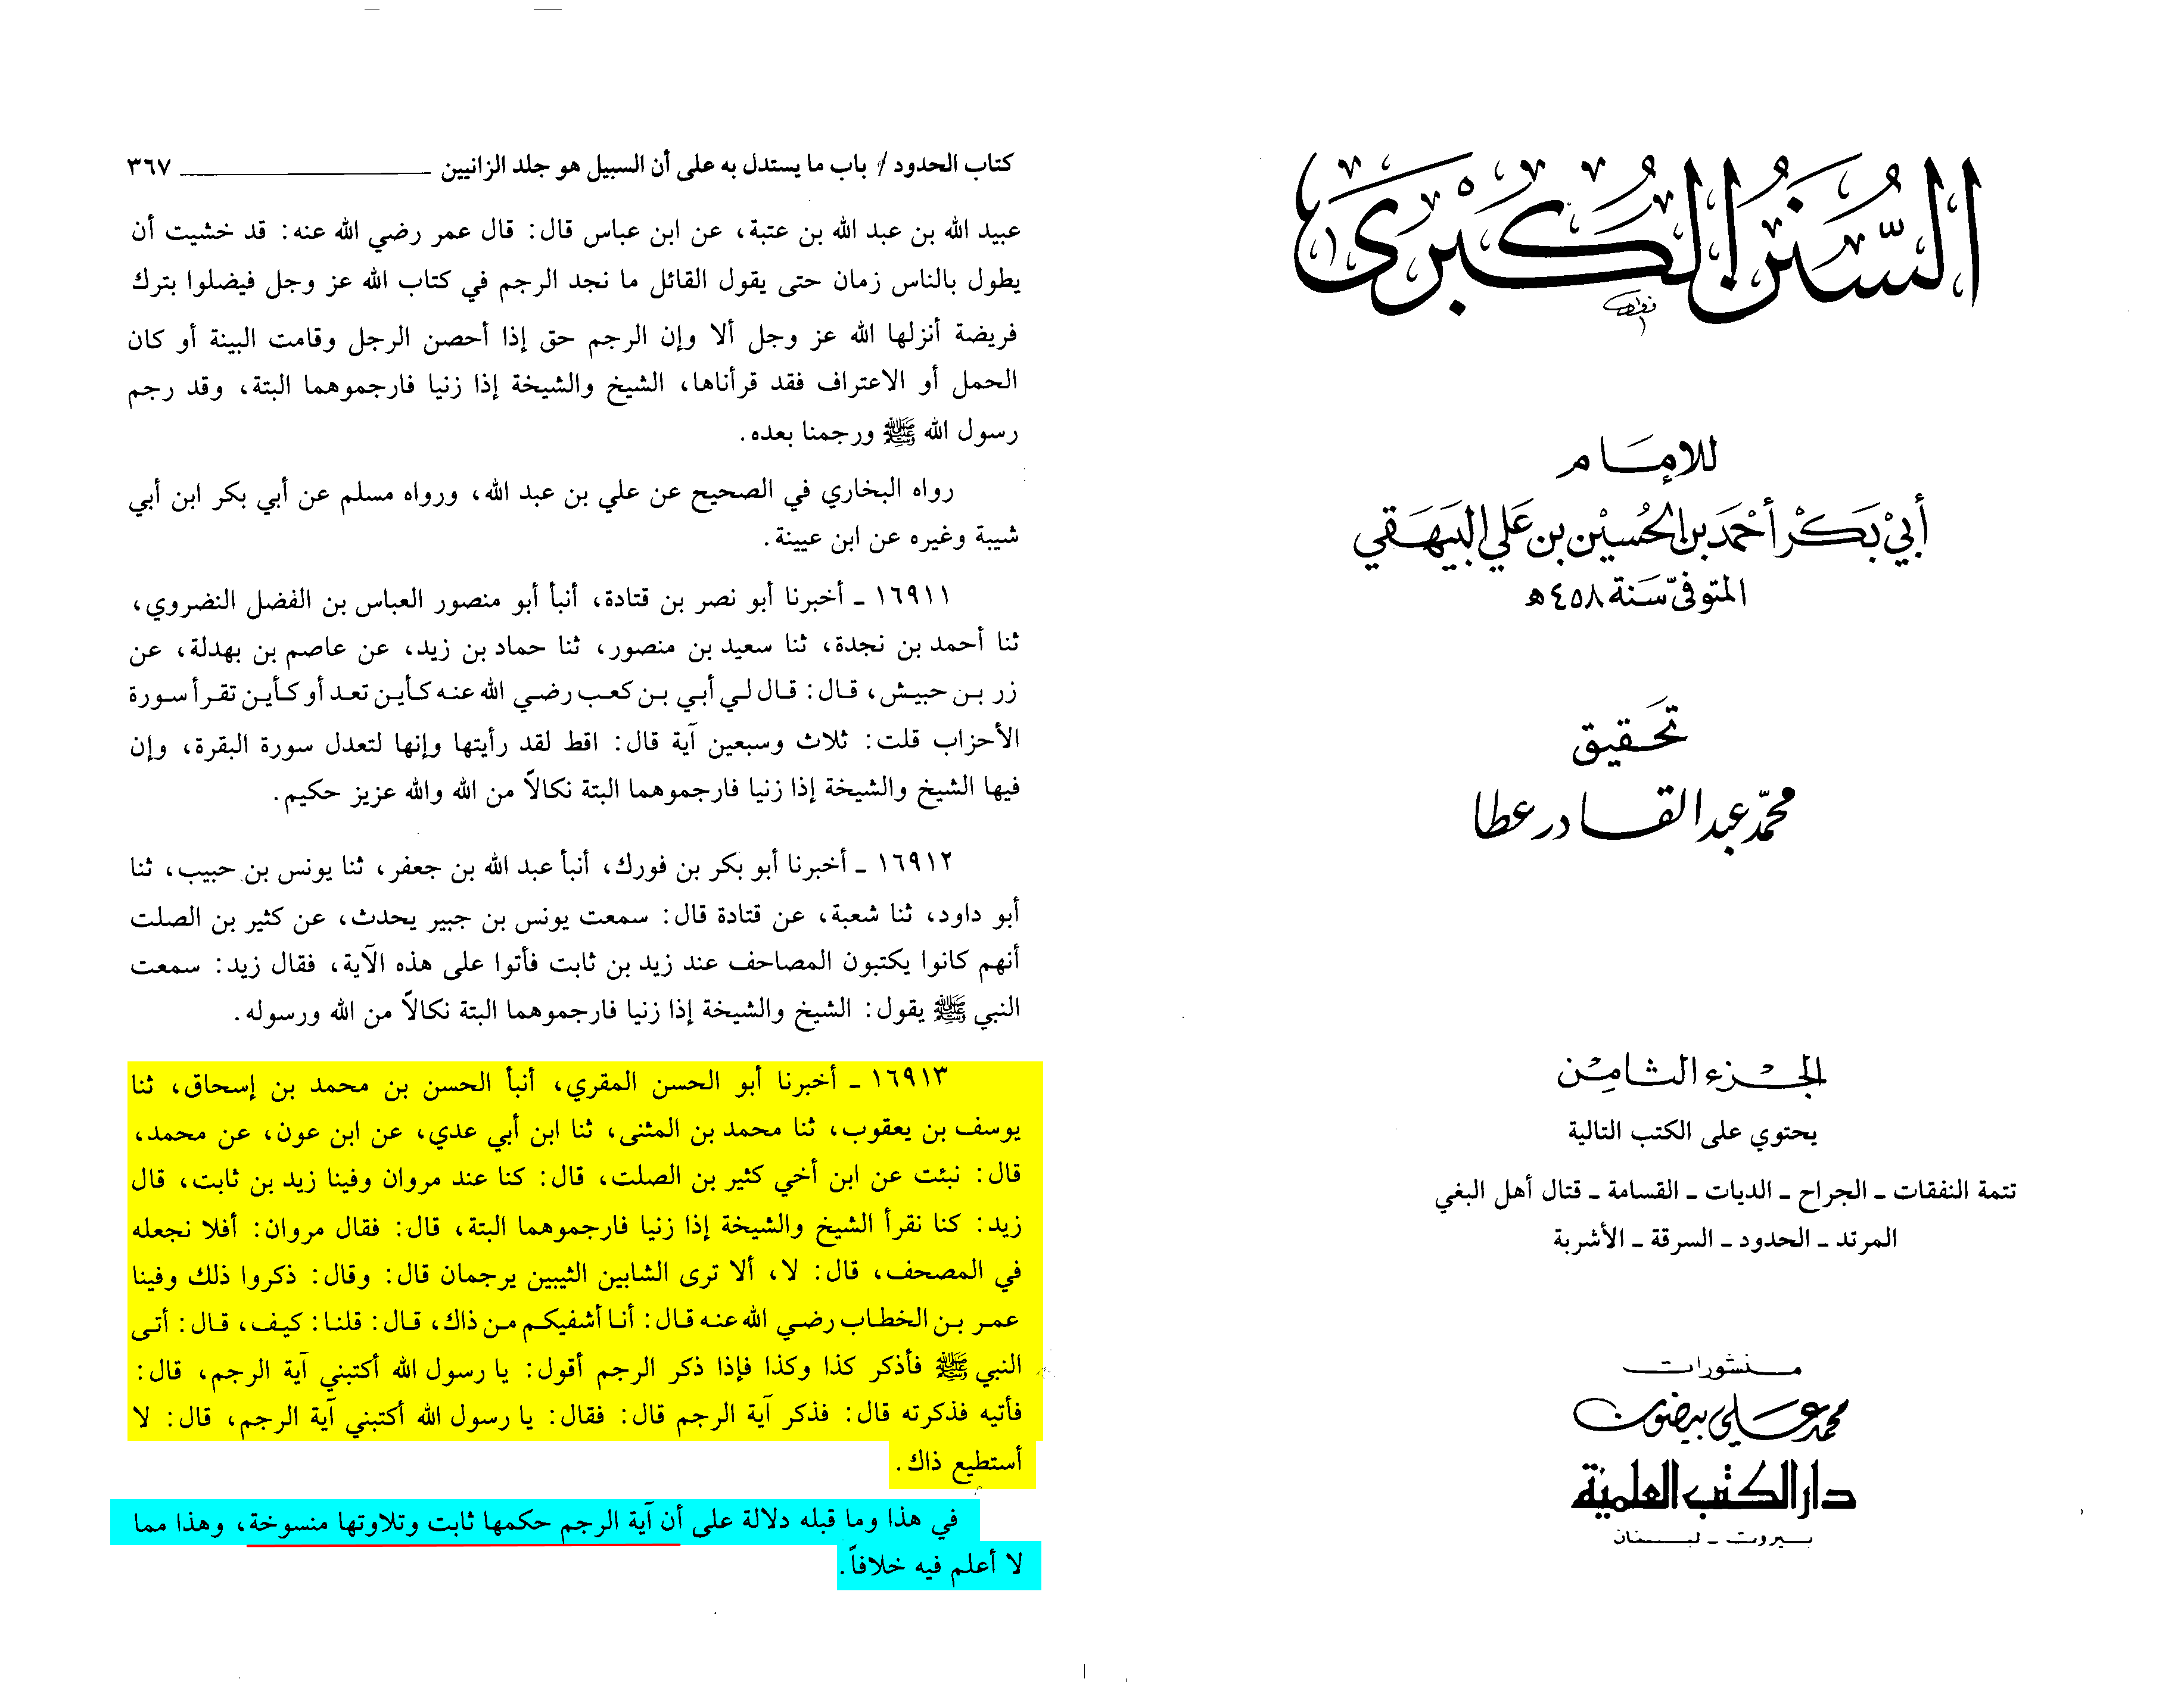 السنن الكبرى
للإمام
أبي بكر أحمد بن الحسين بن علي البيهقي
المتوفى سنة ٤٥٨ هـ
تحقيق
محمد عبد القادر عطا
الجزء الثامن
يحتوي على الكتب التالية
تتمة النفقات ـ الجراح ـ الديات ـ القسامة ـ قتال أهل البغي
المرتد ـ الحدود ـ السرقة ـ الأشربة
منشورات
محمد علي بيضون
دار الكتب العلمية
بيروت ـ لبنان
كتاب الحدود / باب ما يستدل به على أن السبيل هو جلد الزانيين ٣٦٧
عبيد الله بن عبد الله بن عتبة، عن ابن عباس قال: قال عمر رضي الله عنه: قد خشيت أن
يطول بالناس زمان حتى يقول القائل ما نجد الرجم في كتاب الله عز وجل فيضلوا بترك
فريضة أنزلها الله عز وجل ألا وإن الرجم حق إذا أحصن الرجل وقامت البينة أو كان
الحمل أو الاعتراف فقد قرأناها، الشيخ والشيخة إذا زنيا فارجموهما البتة، وقد رجم
رسول الله ﷺ ورجمنا بعده.
رواه البخاري في الصحيح عن علي بن عبد الله، ورواه مسلم عن أبي بكر ابن أبي
شيبة وغيره عن ابن عيينة.
١٦٩١١ ـ أخبرنا أبو نصر بن قتادة، أنبأ أبو منصور العباس بن الفضل النضروي،
ثنا أحمد بن نجدة، ثنا سعيد بن منصور، ثنا حماد بن زيد، عن عاصم بن بهدلة، عن
زر بن حبيش، قال: قال لي أبي بن كعب رضي الله عنه كأين تعد أو كأين تقرأ سورة
الأحزاب قلت: ثلاث وسبعين آية قال: اقط لقد رأيتها وإنها لتعدل سورة البقرة، وإن
فيها الشيخ والشيخة إذا زنيا فارجموهما البتة نكالاً من الله والله عزيز حكيم.
١٦٩١٢ ـ أخبرنا أبو بكر بن فورك، أنبأ عبد الله بن جعفر، ثنا يونس بن حبيب، ثنا
أبو داود، ثنا شعبة، عن قتادة قال: سمعت يونس بن جبير يحدث، عن كثير بن الصلت
أنهم كانوا يكتبون المصاحف عند زيد بن ثابت فأتوا على هذه الآية، فقال زيد: سمعت
النبي ﷺ يقول: الشيخ والشيخة إذا زنيا فارجموهما البتة نكالاً من الله ورسوله.
١٦٩١٣ ـ أخبرنا أبو الحسن المقري، أنبأ الحسن بن محمد بن إسحاق، ثنا
يوسف بن يعقوب، ثنا محمد بن المثنى، ثنا ابن أبي عدي، عن ابن عون، عن محمد،
قال: نبئت عن ابن أخي كثير بن الصلت، قال: كنا عند مروان وفينا زيد بن ثابت، قال
زيد: كنا نقرأ الشيخ والشيخة إذا زنيا فارجموهما البتة، قال: فقال مروان: أفلا نجعله
في المصحف، قال: لا، ألا ترى الشابين الثيبين يرجمان قال: وقال: ذكروا ذلك وفينا
عمر بن الخطاب رضي الله عنه قال: أنا أشفيكم من ذاك، قال: قلنا: كيف، قال: أتى
النبي ﷺ فأذكر كذا وكذا فإذا ذكر الرجم أقول: يا رسول الله أكتبني آية الرجم، قال:
فأتيه فذكرته قال: فذكر آية الرجم قال: فقال: يا رسول الله أكتبني آية الرجم، قال: لا
أستطيع ذاك.
في هذا وما قبله دلالة على أن آية الرجم حكمها ثابت وتلاوتها منسوخة، وهذا مما
لا أعلم فيه خلافاً.